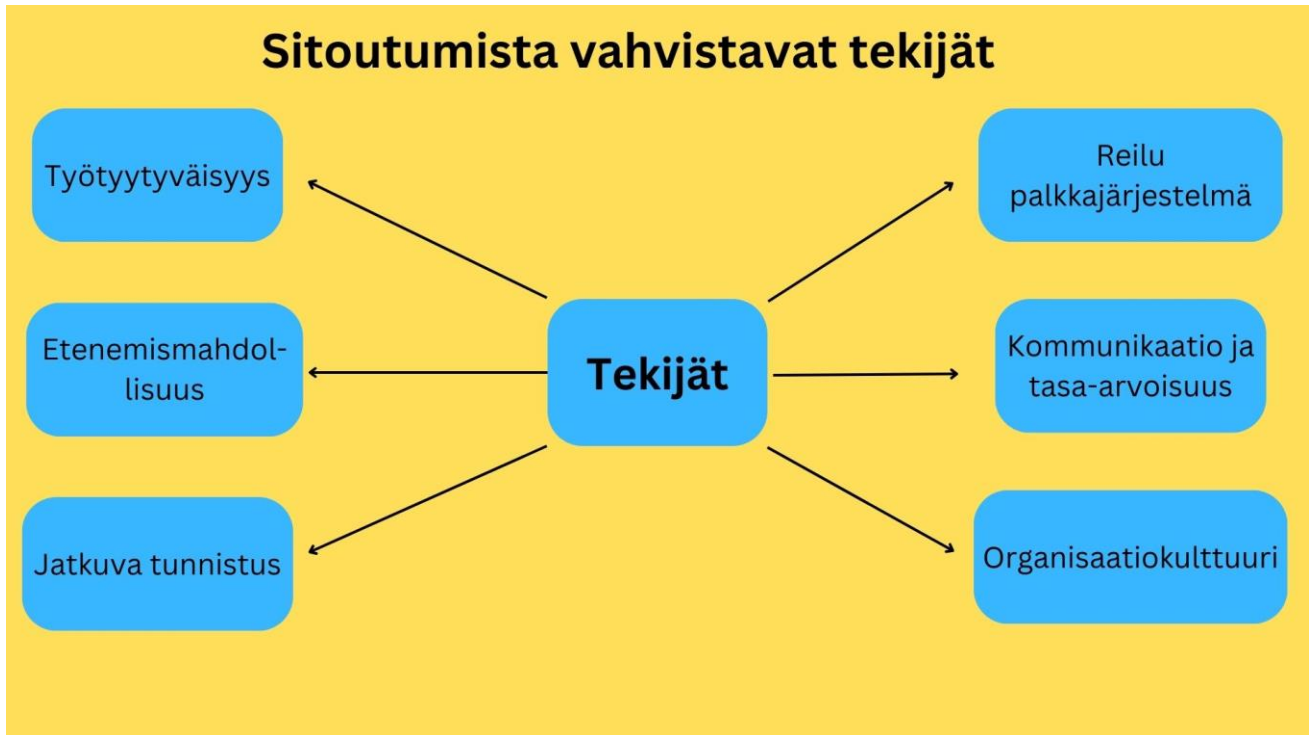 Sitoutumista vahvistavat tekijät
Työtyytyväisyys
Etenemismahdol-
lisuus
Jatkuva tunnistus
Tekijät
Reilu
palkkajärjestelmä
Kommunikaatio ja
tasa-arvoisuus
Organisaatiokulttuuri